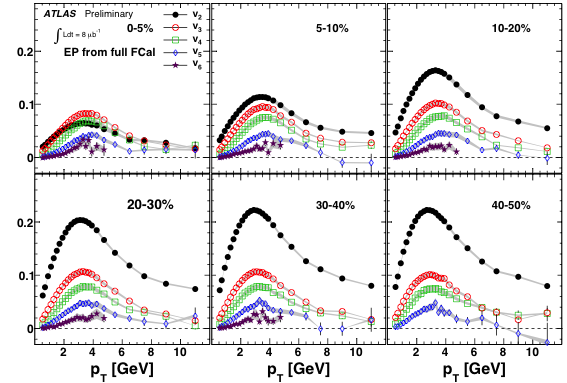 ATLAS Preliminary
∫ Ldt = 8 μb⁻¹
EP from full FCal
v₂
v₃
v₄
v₅
v₆
0-5%
5-10%
10-20%
0.2
0.1
0
20-30%
30-40%
40-50%
0.2
0.1
0
2 4 6 8 10
2 4 6 8 10
2 4 6 8 10
p_T [GeV]
p_T [GeV]
p_T [GeV]